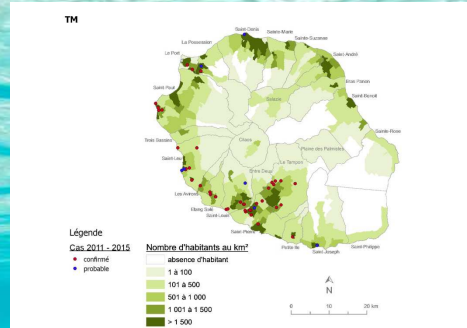 TM
Saint-Denis
Sainte-Marie
La Possession
Sainte-Suzanne
Le Port
Saint-André
Saint-Paul
Bras Panon
Saint-Benoit
Salazie
Sainte-Rose
Trois Bassins
Cilaos
Plaine des Palmistes
Saint-Leu
Le Tampon
Entre Deux
Les Avirons
Etang Salé
Saint-Louis
Saint-Pierre
Petite Ile
Saint-Joseph
Saint-Philippe
Légende
Cas 2011 - 2015
confirmé
probable
Nombre d'habitants au km²
absence d'habitant
1 à 100
101 à 500
501 à 1 000
1 001 à 1 500
> 1 500
N
0 10 20 km